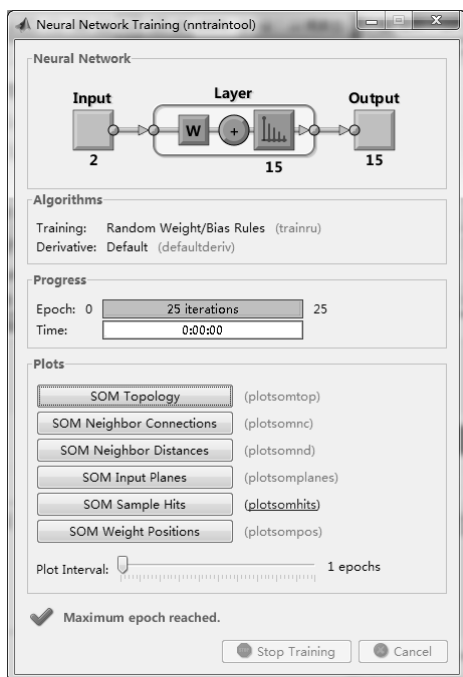 Neural Network Training (nntraintool)
Neural Network
Input
Layer
Output
W
+
2
15
15
Algorithms
Training: Random Weight/Bias Rules (trainru)
Derivative: Default (defaultderiv)
Progress
Epoch: 0 25 iterations 25
Time: 0:00:00
Plots
SOM Topology (plotsomtop)
SOM Neighbor Connections (plotsomnc)
SOM Neighbor Distances (plotsomnd)
SOM Input Planes (plotsomplanes)
SOM Sample Hits (plotsomhits)
SOM Weight Positions (plotsompos)
Plot Interval: 1 epochs
Maximum epoch reached.
Stop Training Cancel